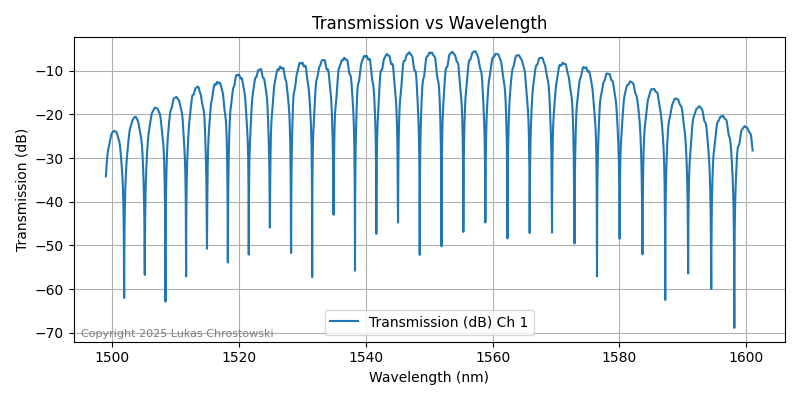 Transmission vs Wavelength
Transmission (dB)
−10
−20
−30
−40
−50
−60
−70
Copyright 2025 Lukas Chrostowski
Transmission (dB) Ch 1
1500 1520 1540 1560 1580 1600
Wavelength (nm)